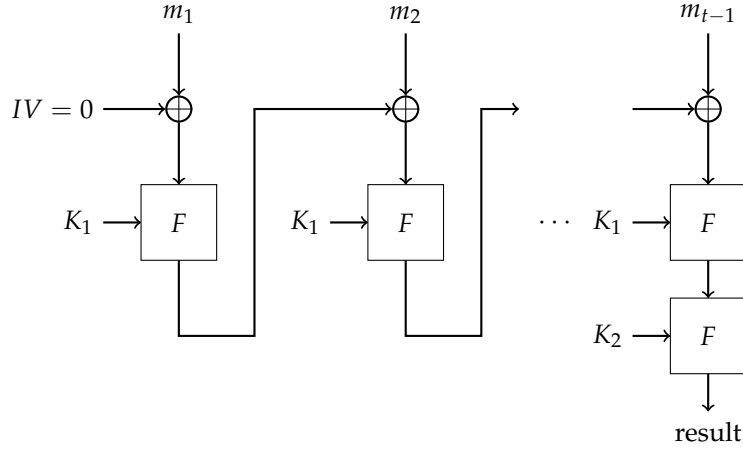 m₁ m₂ mₜ₋₁
IV = 0
K₁ F K₁ F · · · K₁ F
K₂ F
result